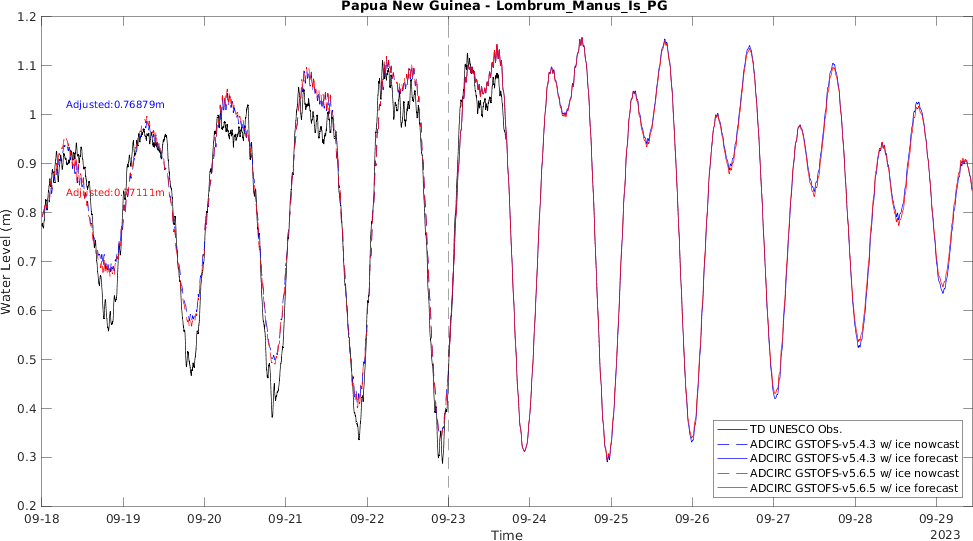 Papua New Guinea - Lombrum_Manus_Is_PG
Water Level (m)
1.2
1.1
1
0.9
0.8
0.7
0.6
0.5
0.4
0.3
0.2
Adjusted:0.76879m
Adjusted:0.77111m
TD UNESCO Obs.
ADCIRC GSTOFS-v5.4.3 w/ ice nowcast
ADCIRC GSTOFS-v5.4.3 w/ ice forecast
ADCIRC GSTOFS-v5.6.5 w/ ice nowcast
ADCIRC GSTOFS-v5.6.5 w/ ice forecast
09-18 09-19 09-20 09-21 09-22 09-23 09-24 09-25 09-26 09-27 09-28 09-29
Time
2023